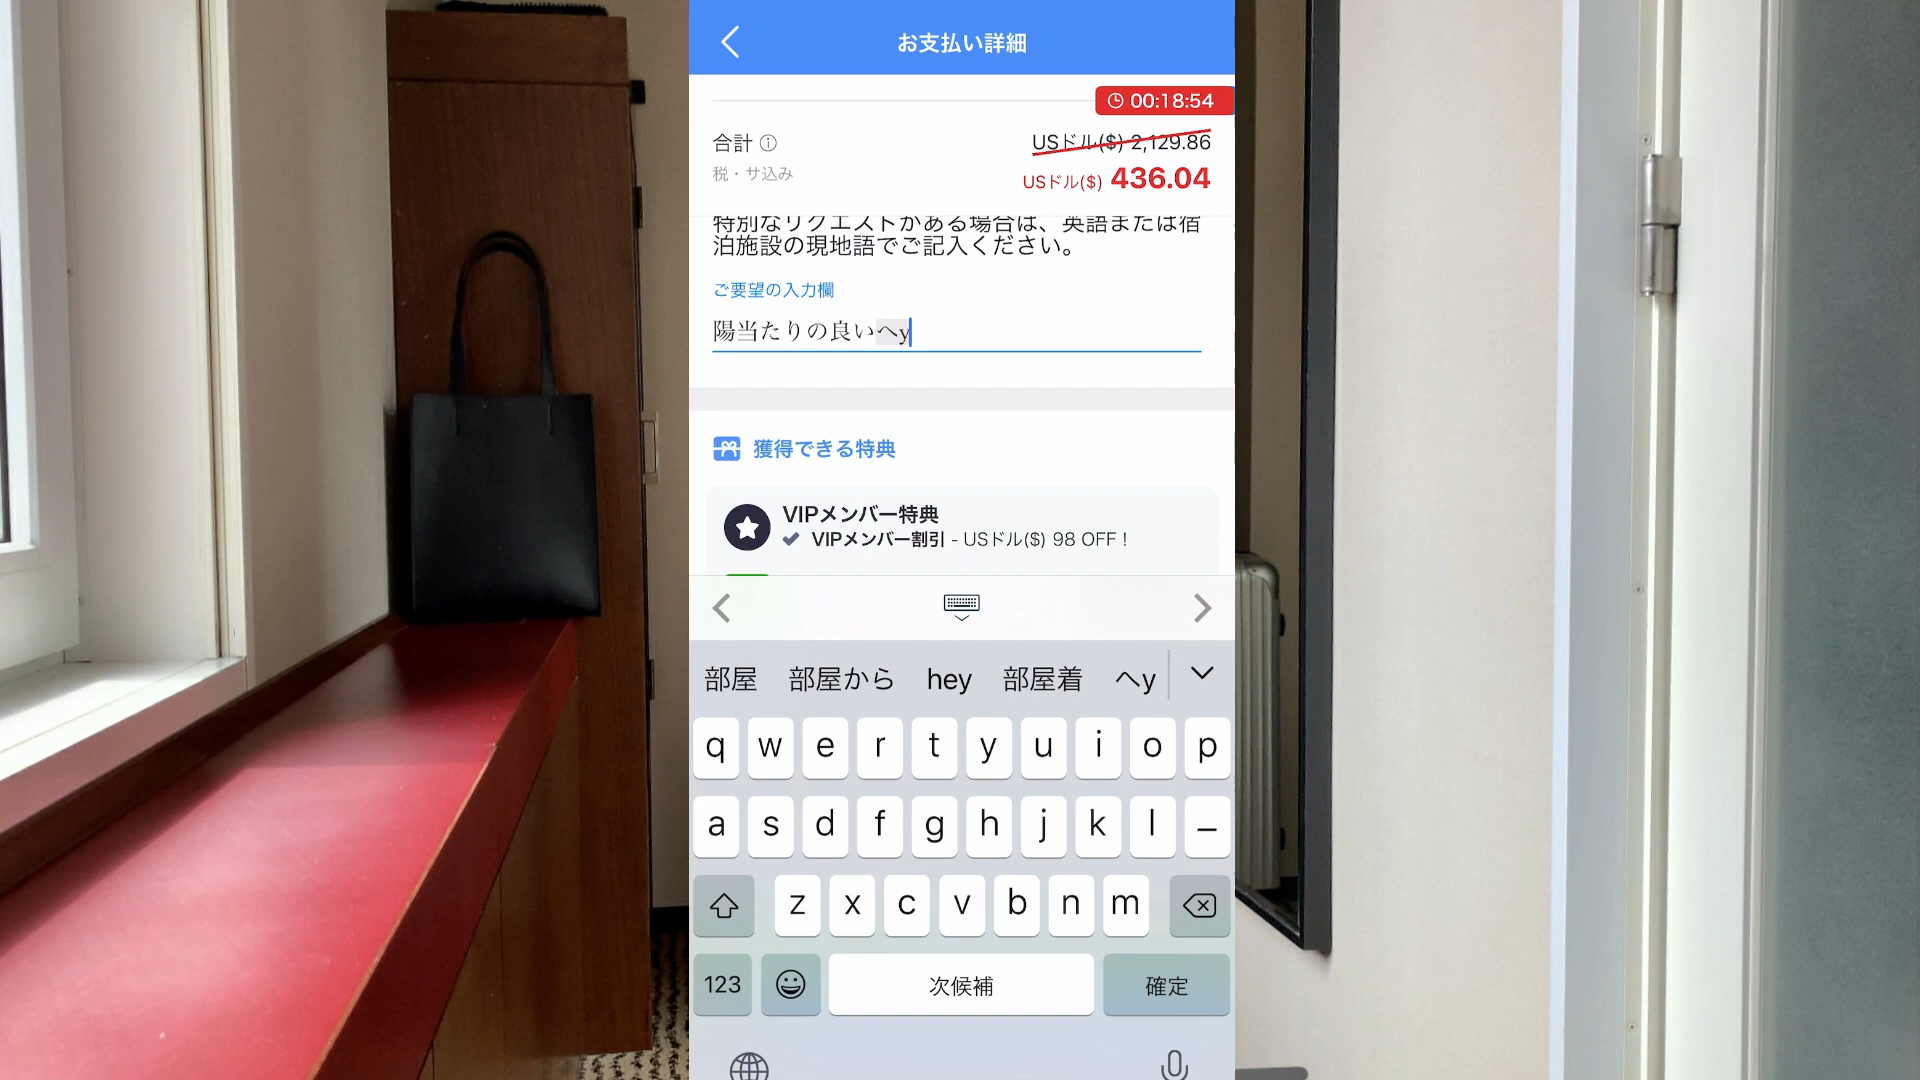 お支払い詳細
00:18:54
合計
USドル($) 2,129.86
税・サ込み
USドル($) 436.04
特別なリクエストがある場合は、英語または宿
泊施設の現地語でご記入ください。
ご要望の入力欄
陽当たりの良いへy
獲得できる特典
VIPメンバー特典
VIPメンバー割引 - USドル($) 98 OFF！
部屋 部屋から hey 部屋着 へy
q w e r t y u i o p
a s d f g h j k l ー
z x c v b n m
123 次候補 確定